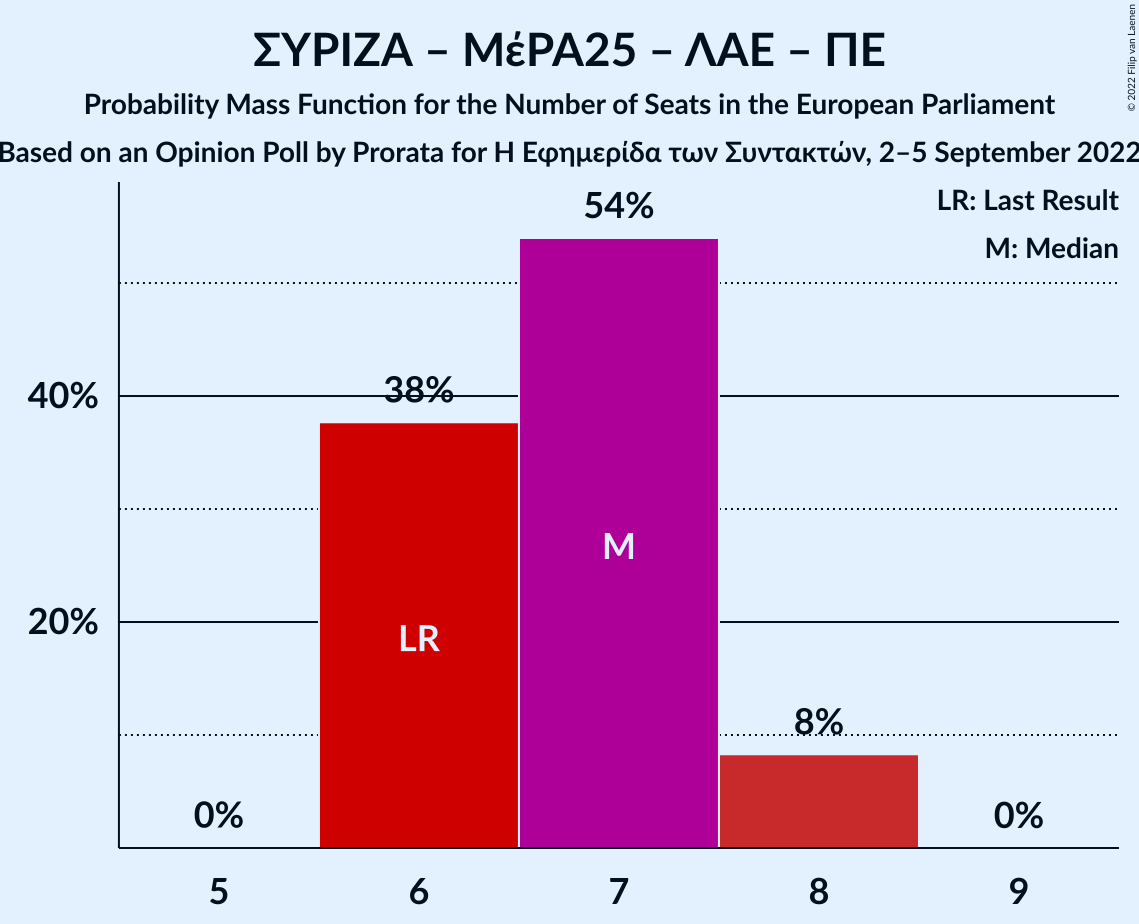 ΣΥΡΙΖΑ – ΜέΡΑ25 – ΛΑΕ – ΠΕ
Probability Mass Function for the Number of Seats in the European Parliament
Based on an Opinion Poll by Prorata for Η Εφημερίδα των Συντακτών, 2–5 September 2022
© 2022 Filip van Laenen
LR: Last Result
M: Median
54%
38%
40%
M
LR
20%
8%
0%
0%
5 6 7 8 9